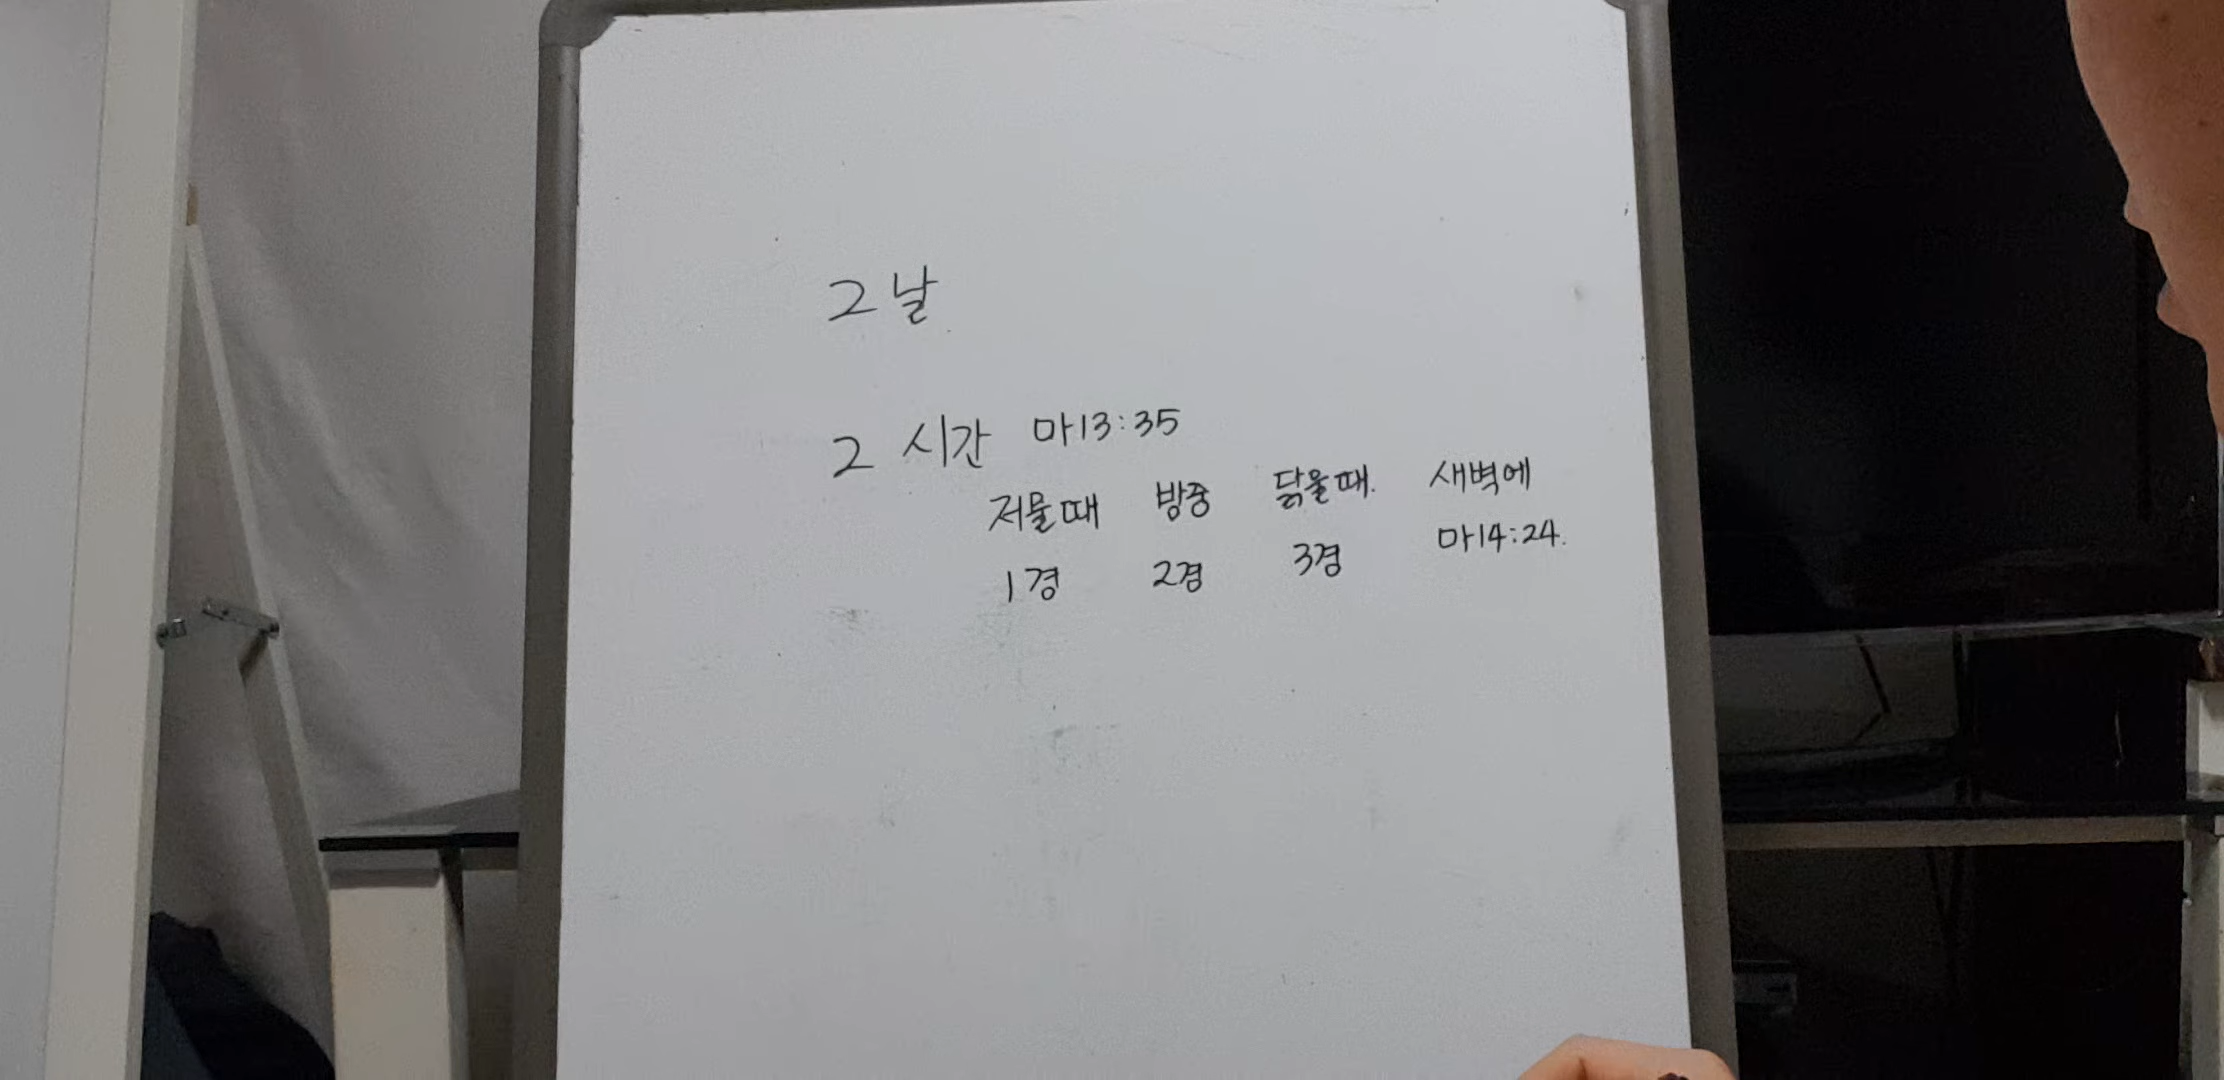 그 날
그 시간 마13:35
저물때 밤중 닭울때. 새벽에
1경 2경 3경 마14:24.